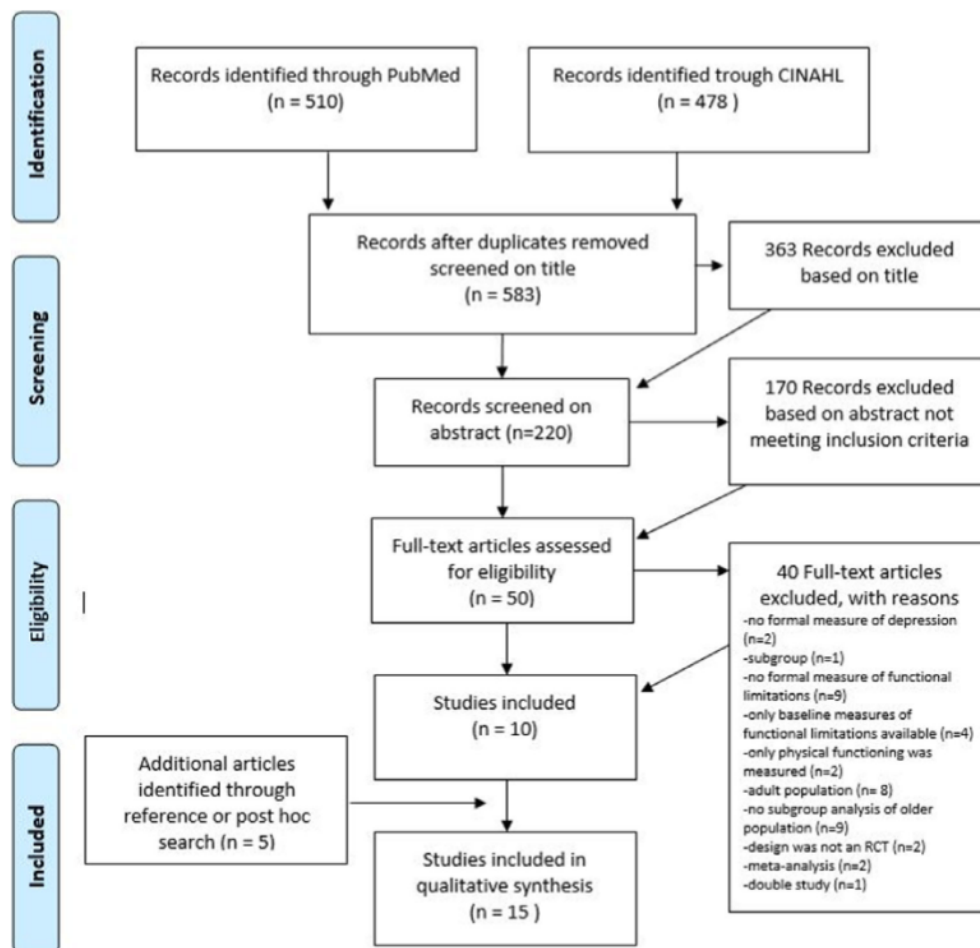 Identification
Records identified through PubMed
(n = 510)
Records identified trough CINAHL
(n = 478 )
Records after duplicates removed
screened on title
(n = 583)
363 Records excluded
based on title
Screening
Records screened on
abstract (n=220)
170 Records excluded
based on abstract not
meeting inclusion criteria
Eligibility
Full-text articles assessed
for eligibility
(n = 50)
40 Full-text articles
excluded, with reasons
-no formal measure of depression
(n=2)
-subgroup (n=1)
-no formal measure of functional
limitations (n=9)
-only baseline measures of
functional limitations available (n=4)
-only physical functioning was
measured (n=2)
-adult population (n= 8)
-no subgroup analysis of older
population (n=9)
-design was not an RCT (n=2)
-meta-analysis (n=2)
-double study (n=1)
Studies included
(n = 10)
Included
Additional articles
identified through
reference or post hoc
search (n = 5)
Studies included in
qualitative synthesis
(n = 15 )